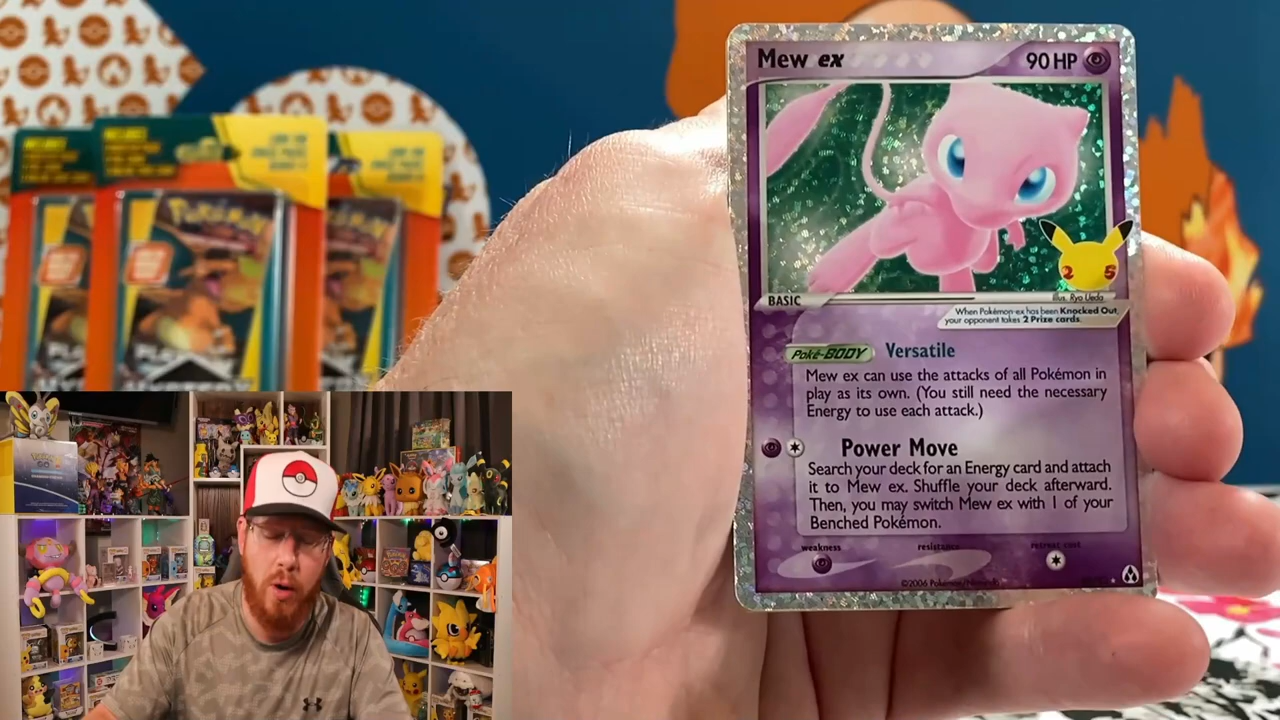 Mew ex
90 HP
25
BASIC
Illus. Ryo Ueda
When Pokémon-ex has been Knocked Out,
your opponent takes 2 Prize cards.
Poké-BODY Versatile
Mew ex can use the attacks of all Pokémon in
play as its own. (You still need the necessary
Energy to use each attack.)
Power Move
Search your deck for an Energy card and attach
it to Mew ex. Shuffle your deck afterward.
Then, you may switch Mew ex with 1 of your
Benched Pokémon.
weakness
resistance
retreat cost
©2006 Pokémon/Nintendo
Pokémon
MYSTERY